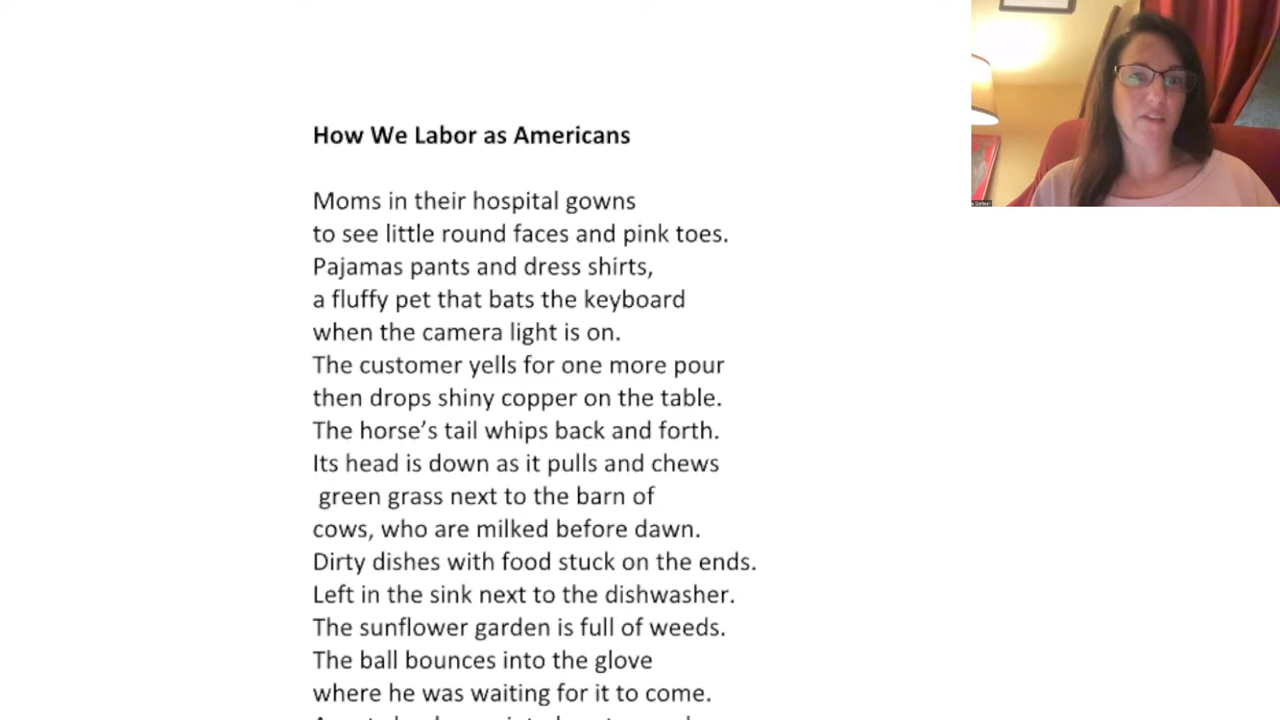 How We Labor as Americans
Moms in their hospital gowns
to see little round faces and pink toes.
Pajamas pants and dress shirts,
a fluffy pet that bats the keyboard
when the camera light is on.
The customer yells for one more pour
then drops shiny copper on the table.
The horse’s tail whips back and forth.
Its head is down as it pulls and chews
green grass next to the barn of
cows, who are milked before dawn.
Dirty dishes with food stuck on the ends.
Left in the sink next to the dishwasher.
The sunflower garden is full of weeds.
The ball bounces into the glove
where he was waiting for it to come.